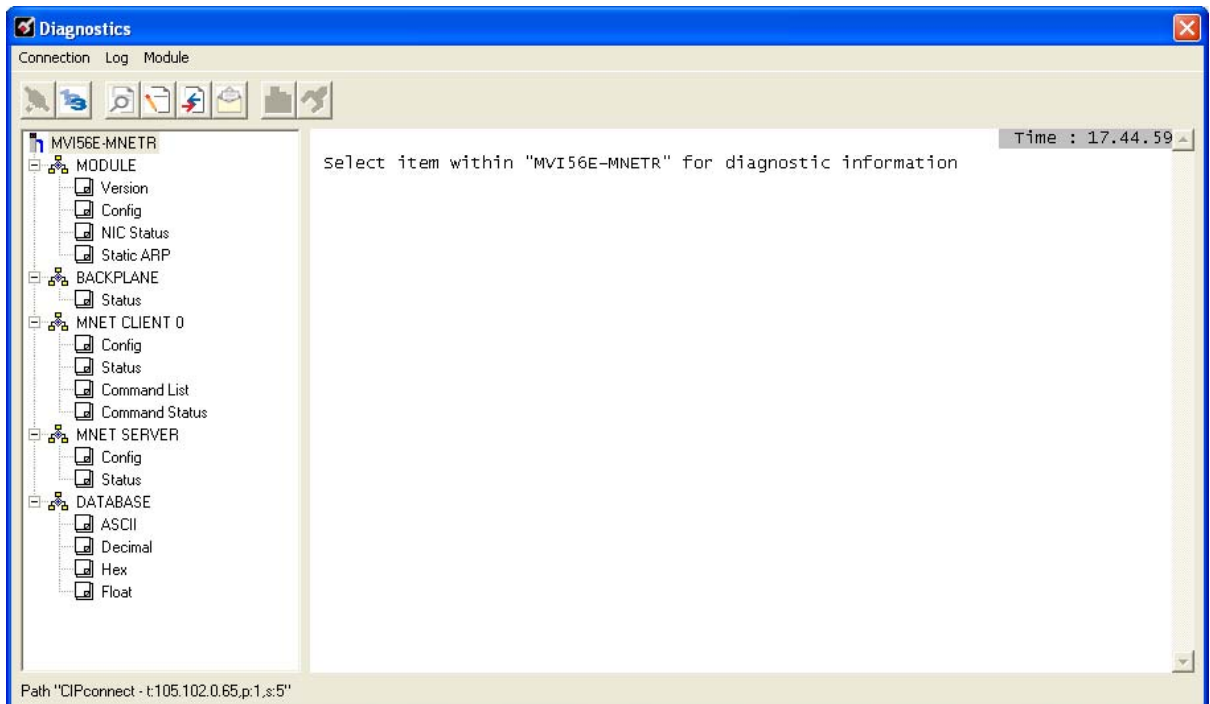 Diagnostics
Connection Log Module
MVI56E-MNETR
MODULE
Version
Config
NIC Status
Static ARP
BACKPLANE
Status
MNET CLIENT 0
Config
Status
Command List
Command Status
MNET SERVER
Config
Status
DATABASE
ASCII
Decimal
Hex
Float
Time : 17.44.59
Select item within "MVI56E-MNETR" for diagnostic information
Path "CIPconnect - t:105.102.0.65,p:1,s:5"